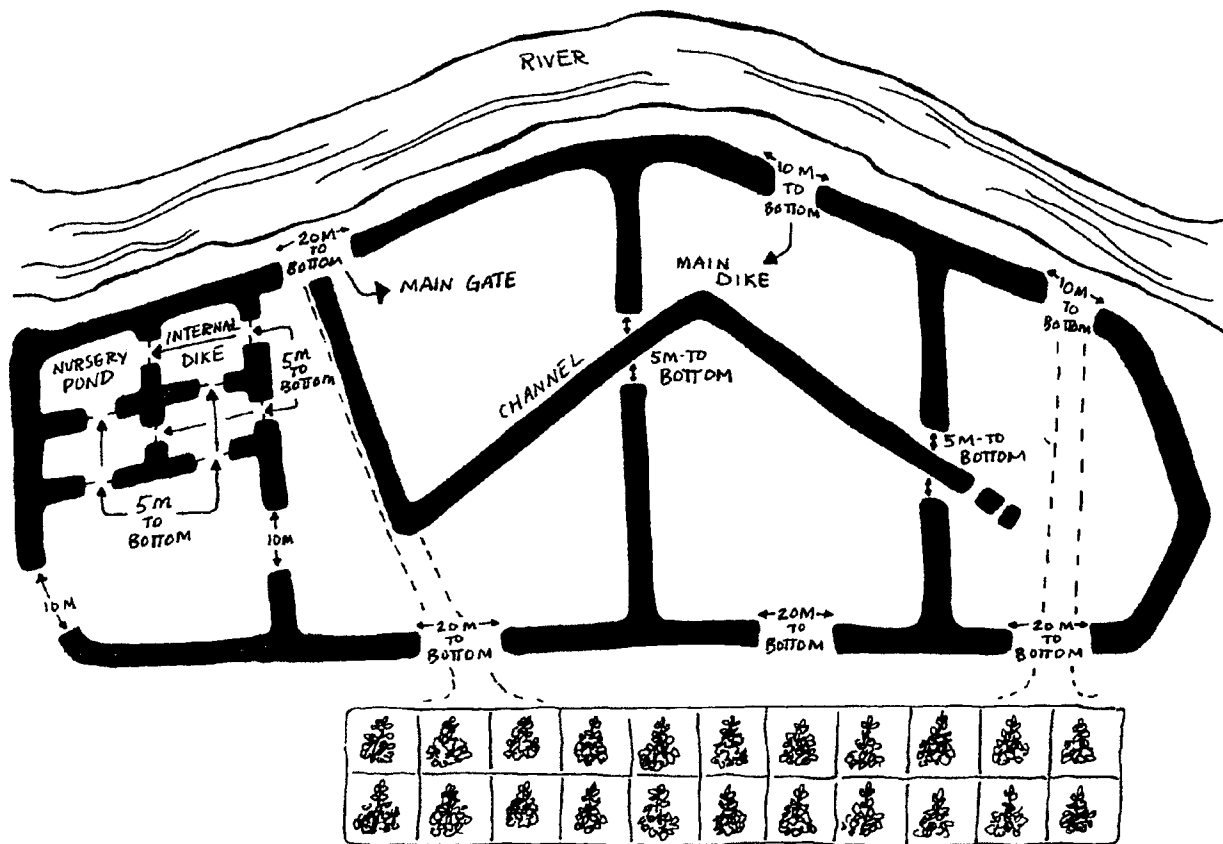 RIVER
10 M
TO
BOTTOM
20M
TO
BOTTOM
MAIN GATE
MAIN
DIKE
10M
TO
BOTTOM
INTERNAL
DIKE
NURSERY
POND
5M
TO
BOTTOM
CHANNEL
5M-TO
BOTTOM
5M-TO
BOTTOM
5M
TO
BOTTOM
10M
10M
20M
TO
BOTTOM
20M
TO
BOTTOM
20M
TO
BOTTOM